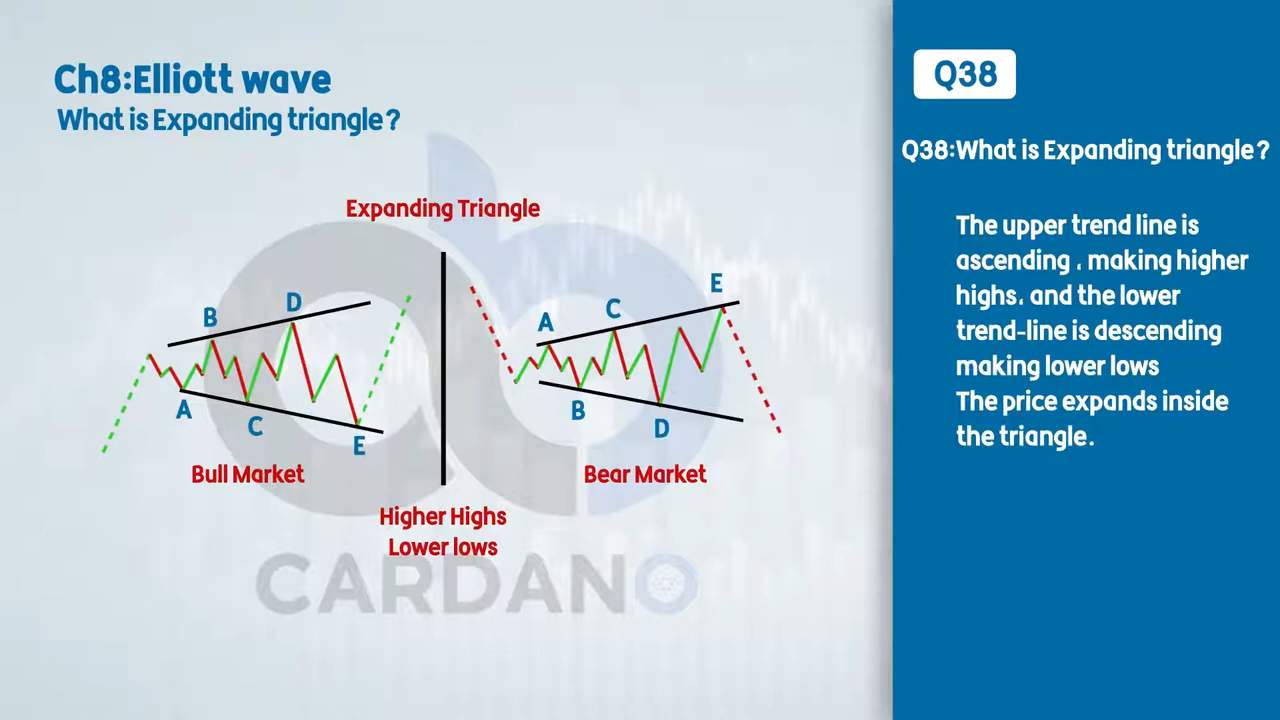 Ch8:Elliott wave
What is Expanding triangle?
Expanding Triangle
B
D
A
C
E
Bull Market
A
C
E
B
D
Bear Market
Higher Highs
Lower lows
CARDANO
Q38
Q38:What is Expanding triangle?
The upper trend line is
ascending , making higher
highs, and the lower
trend-line is descending
making lower lows
The price expands inside
the triangle.